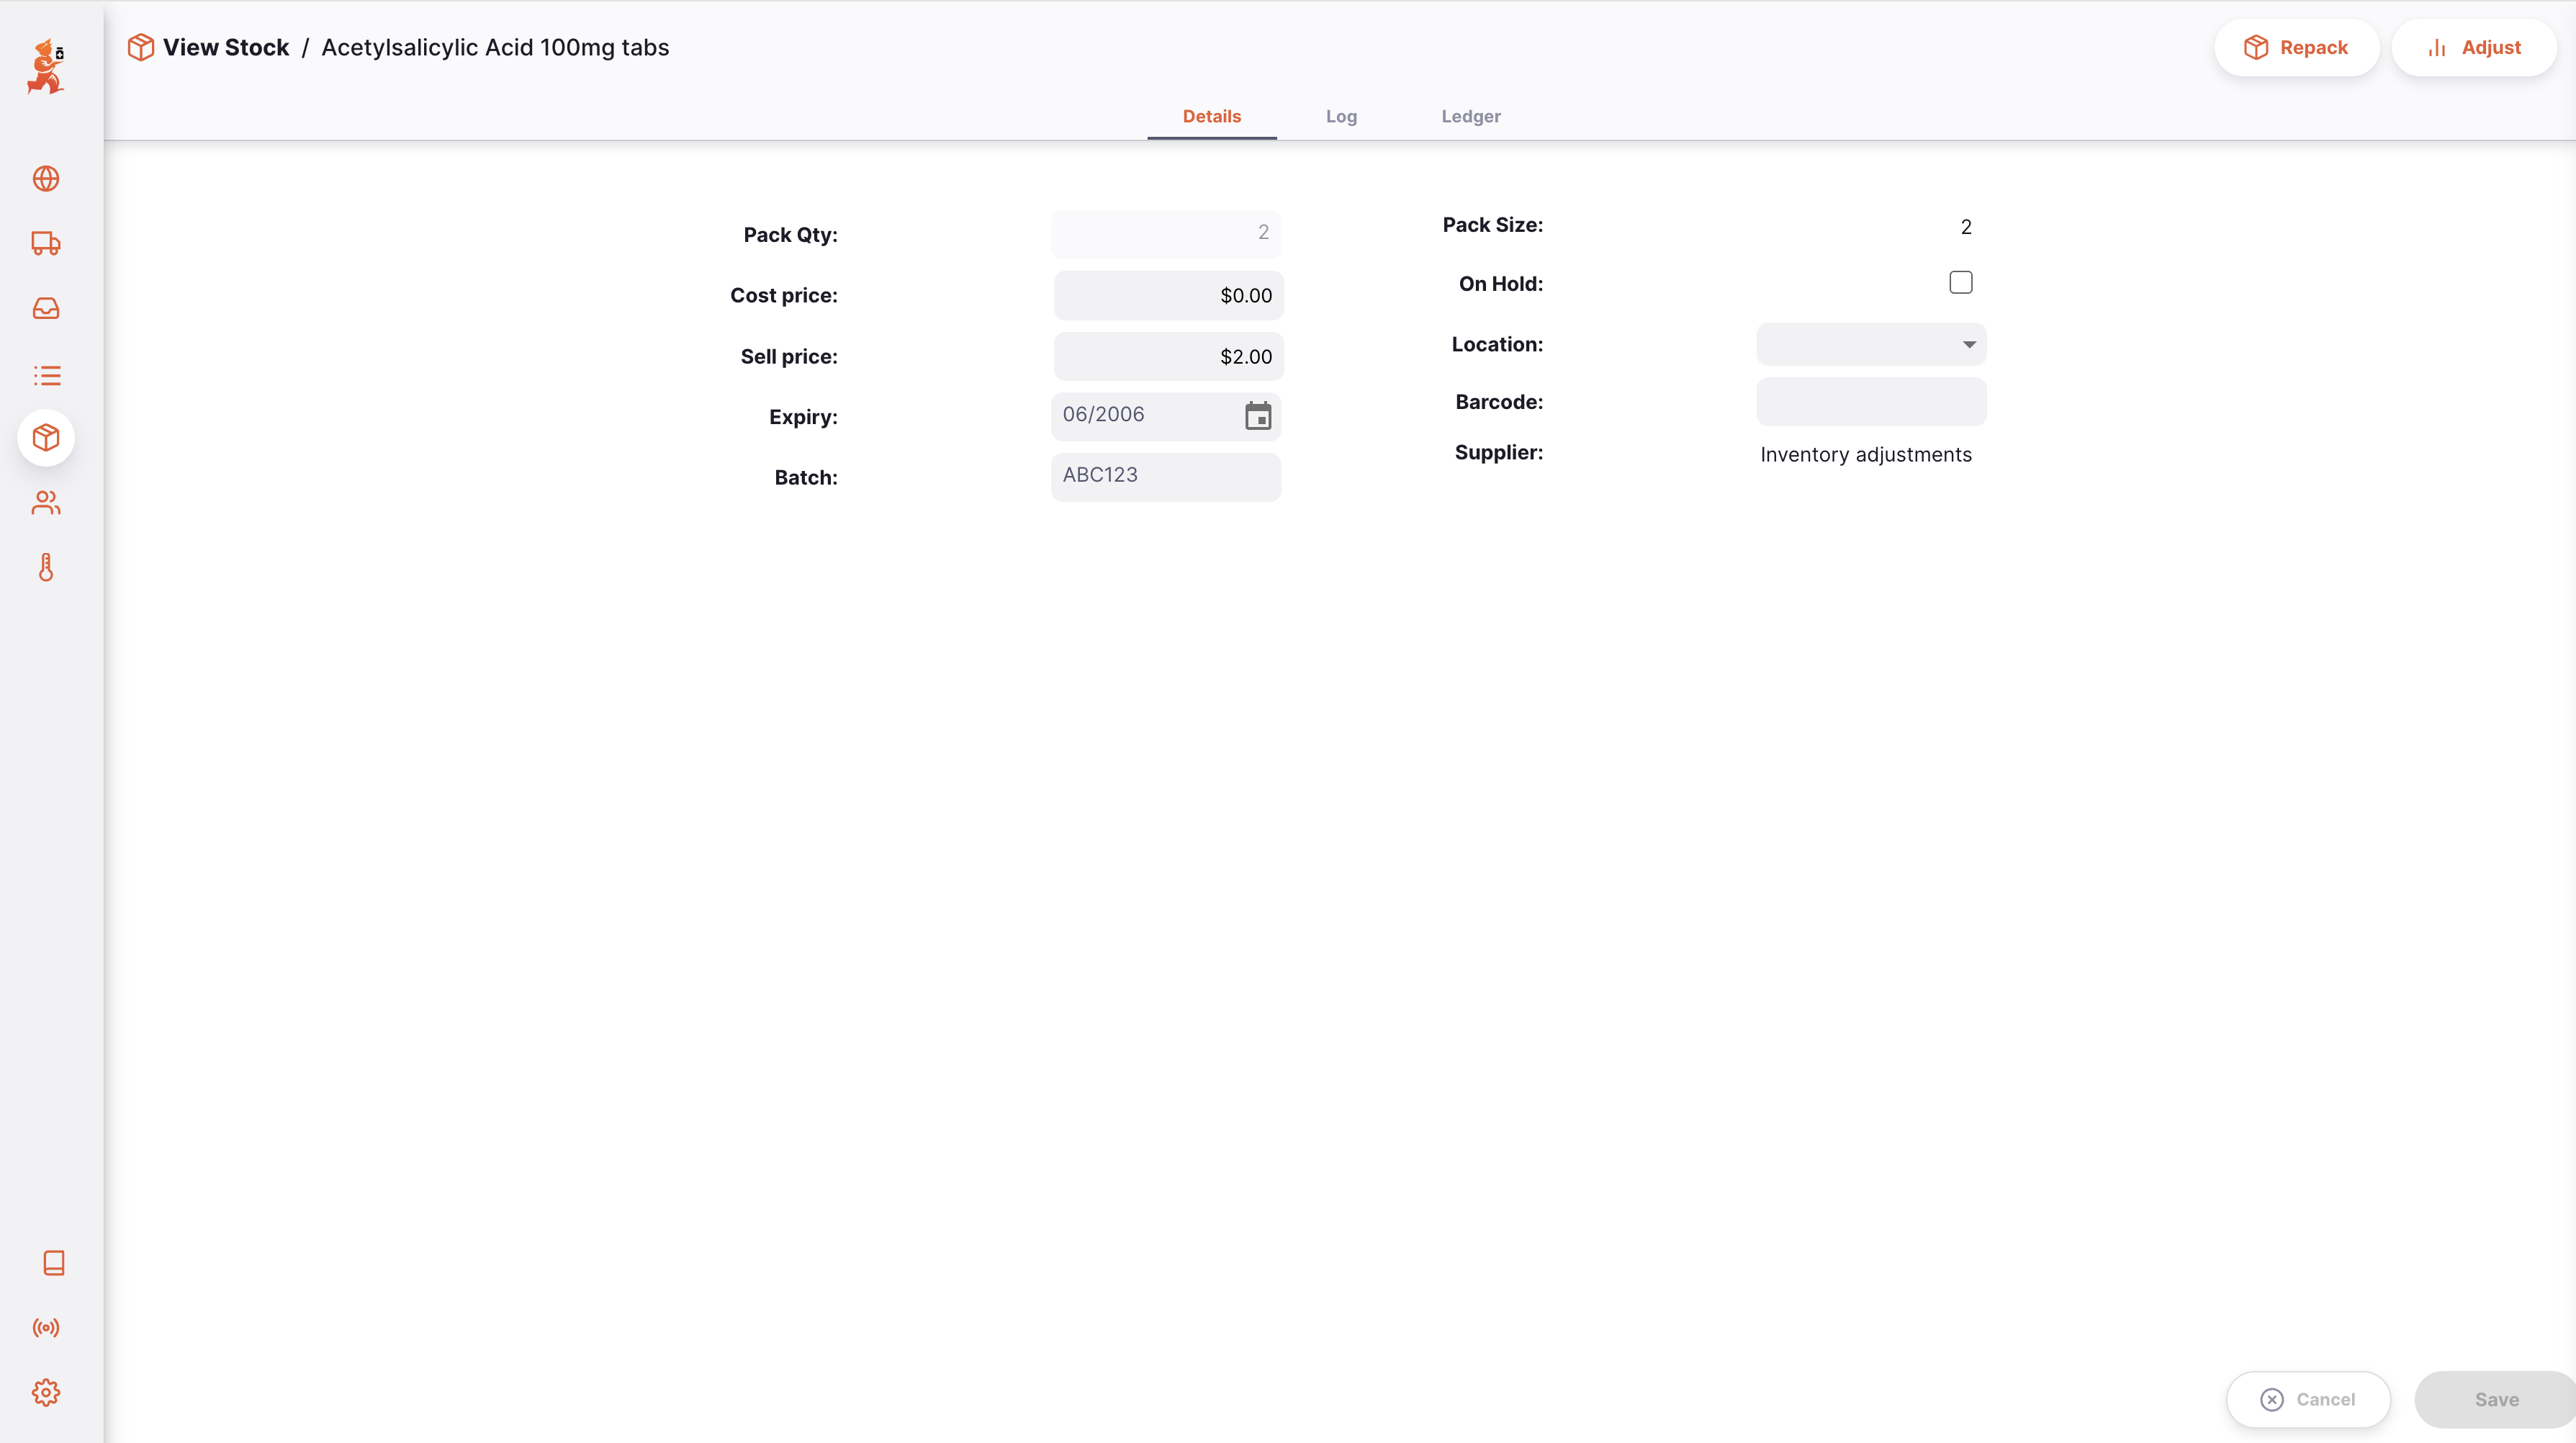 View Stock / Acetylsalicylic Acid 100mg tabs
Repack
Adjust
Details
Log
Ledger
Pack Qty: 2
Cost price: $0.00
Sell price: $2.00
Expiry: 06/2006
Batch: ABC123
Pack Size: 2
On Hold:
Location:
Barcode:
Supplier: Inventory adjustments
Cancel
Save